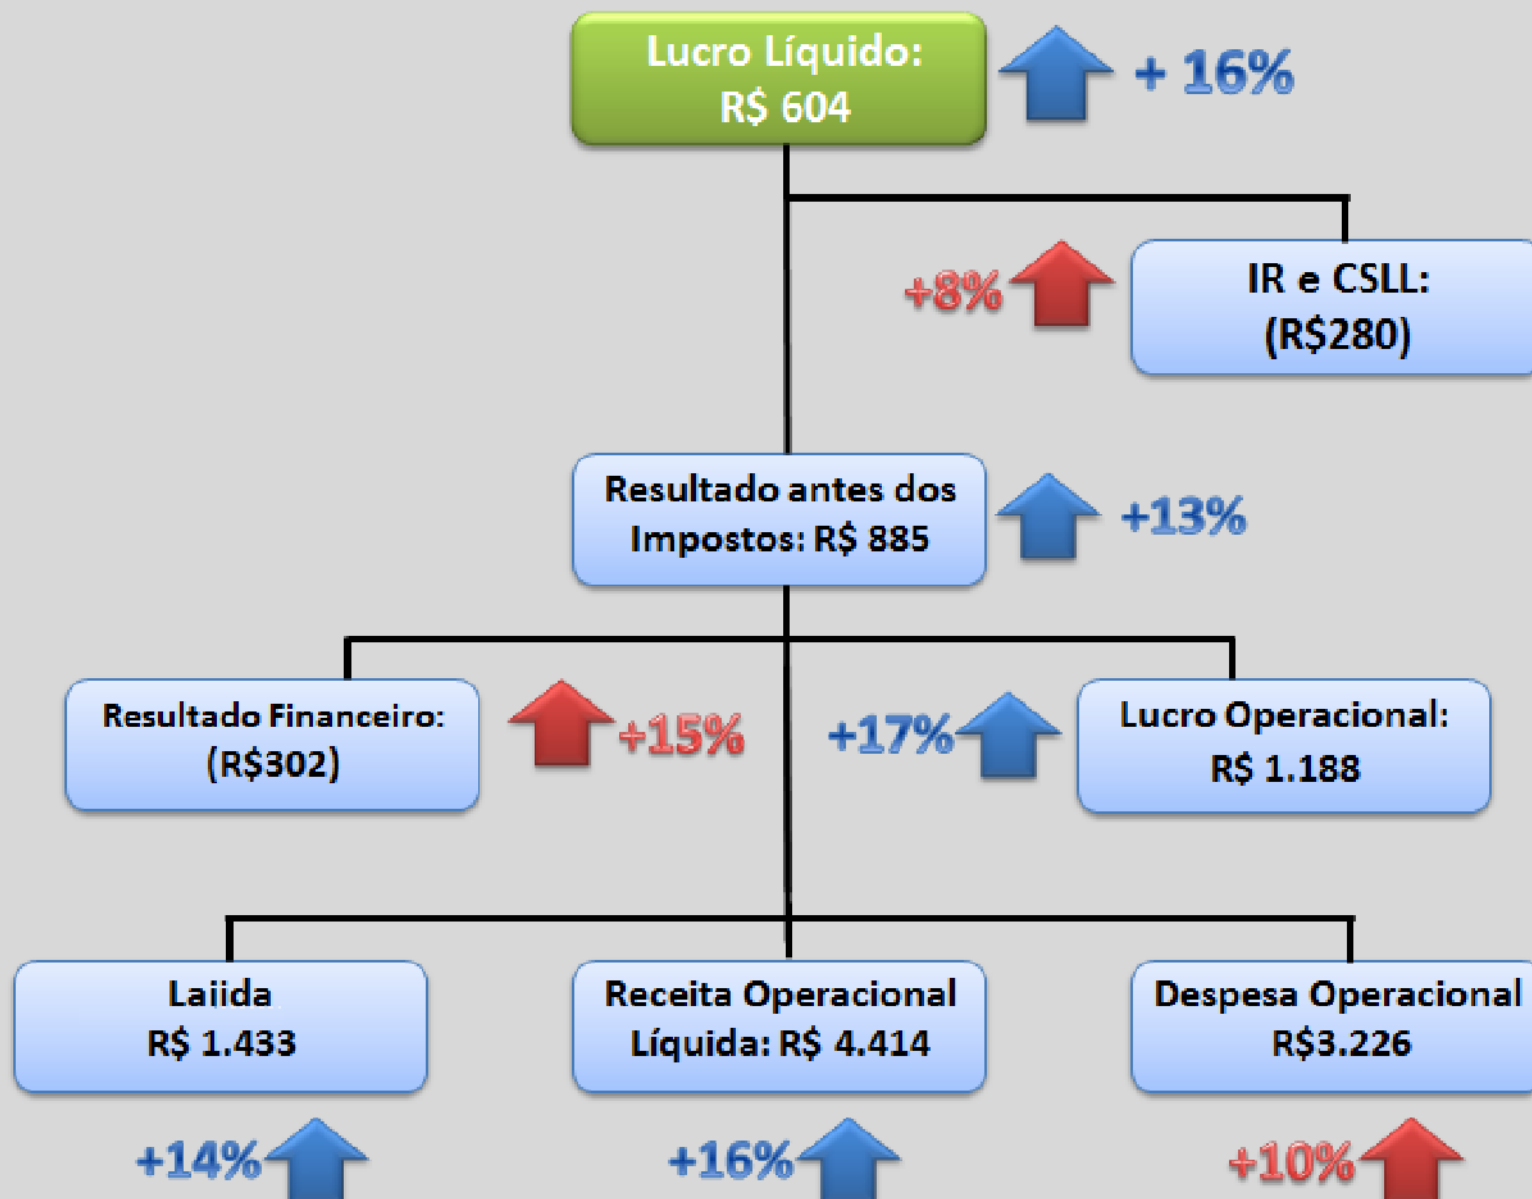 Lucro Líquido:
R$ 604
+ 16%
+8%
IR e CSLL:
(R$280)
Resultado antes dos
Impostos: R$ 885
+13%
Resultado Financeiro:
(R$302)
+15%
+17%
Lucro Operacional:
R$ 1.188
Lajida
R$ 1.433
Receita Operacional
Líquida: R$ 4.414
Despesa Operacional
R$3.226
+14%
+16%
+10%